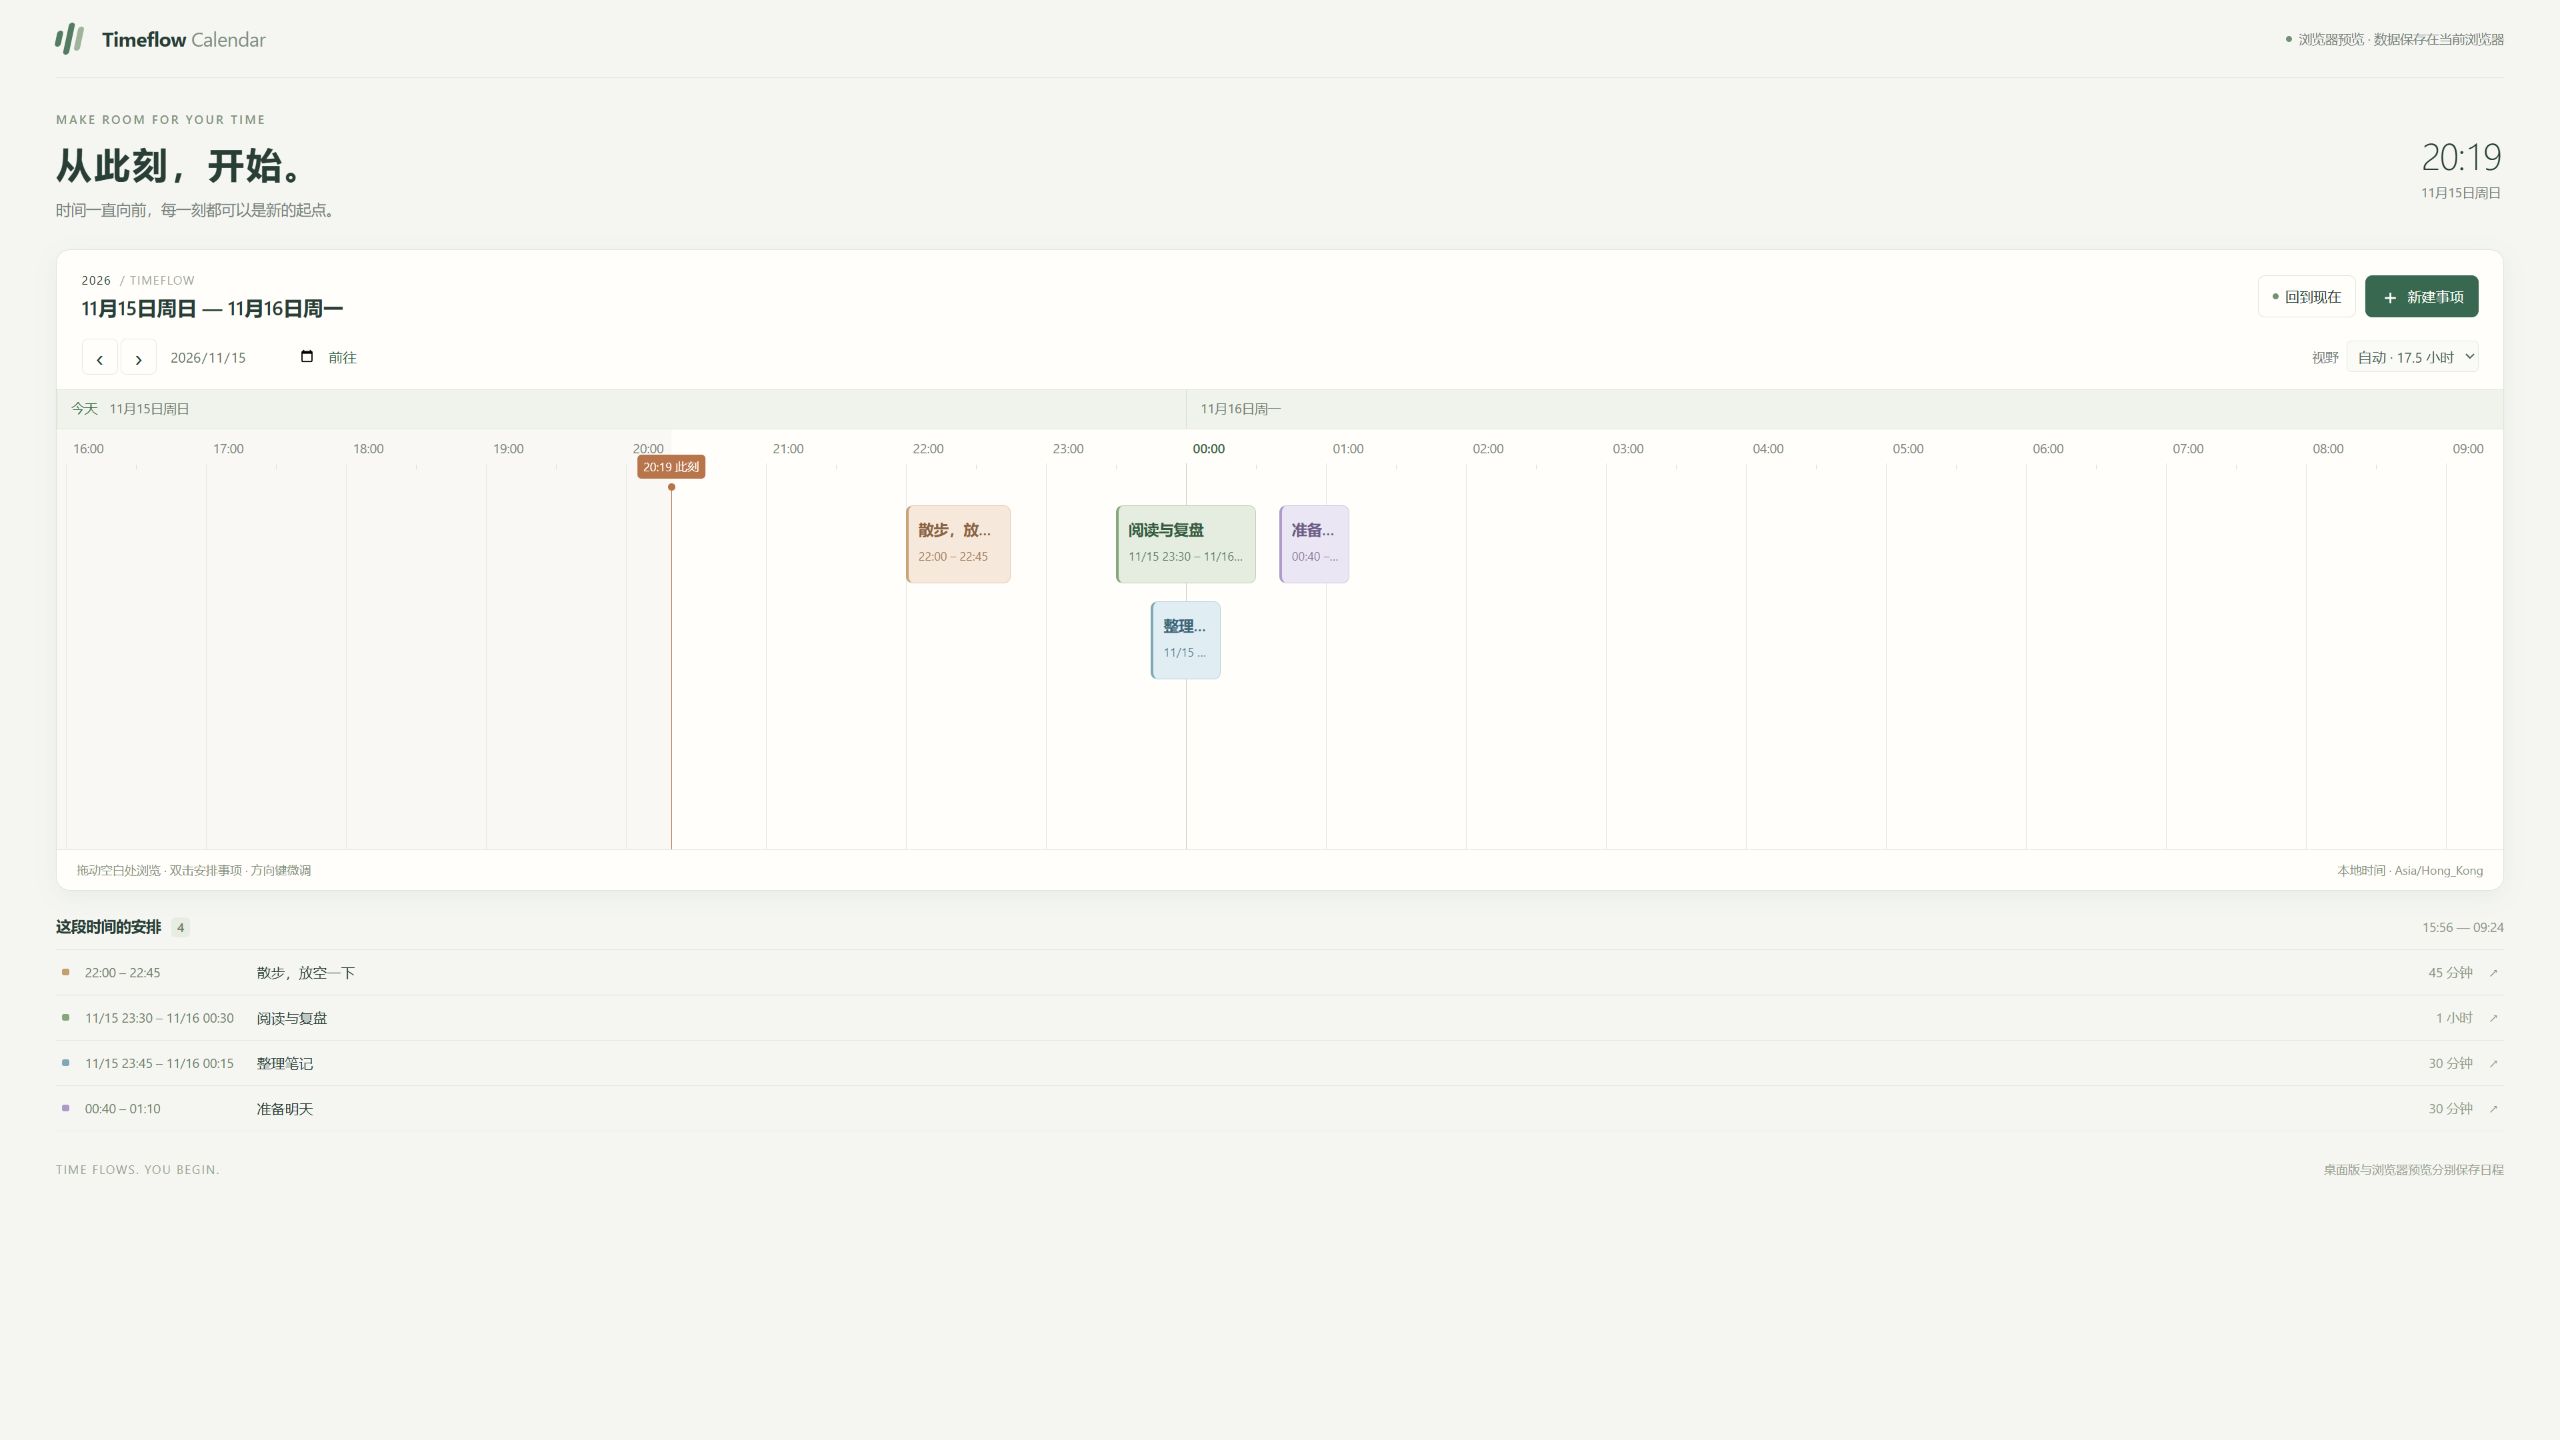 Timeflow Calendar
浏览器预览 · 数据保存在当前浏览器
MAKE ROOM FOR YOUR TIME
从此刻，开始。
时间一直向前，每一刻都可以是新的起点。
20:19
11月15日周日
2026 / TIMEFLOW
11月15日周日 — 11月16日周一
回到现在
+ 新建事项
‹ › 2026/11/15 前往
视野 自动 · 17.5 小时
今天 11月15日周日 11月16日周一
16:00 17:00 18:00 19:00 20:00 21:00 22:00 23:00 00:00 01:00 02:00 03:00 04:00 05:00 06:00 07:00 08:00 09:00
20:19 此刻
散步，放...
22:00 – 22:45
阅读与复盘
11/15 23:30 – 11/16...
准备...
00:40 –...
整理...
11/15 ...
拖动空白处浏览 · 双击安排事项 · 方向键微调
本地时间 · Asia/Hong_Kong
这段时间的安排 4
15:56 — 09:24
22:00 – 22:45 散步，放空一下 45 分钟 ↗
11/15 23:30 – 11/16 00:30 阅读与复盘 1 小时 ↗
11/15 23:45 – 11/16 00:15 整理笔记 30 分钟 ↗
00:40 – 01:10 准备明天 30 分钟 ↗
TIME FLOWS. YOU BEGIN.
桌面版与浏览器预览分别保存日程